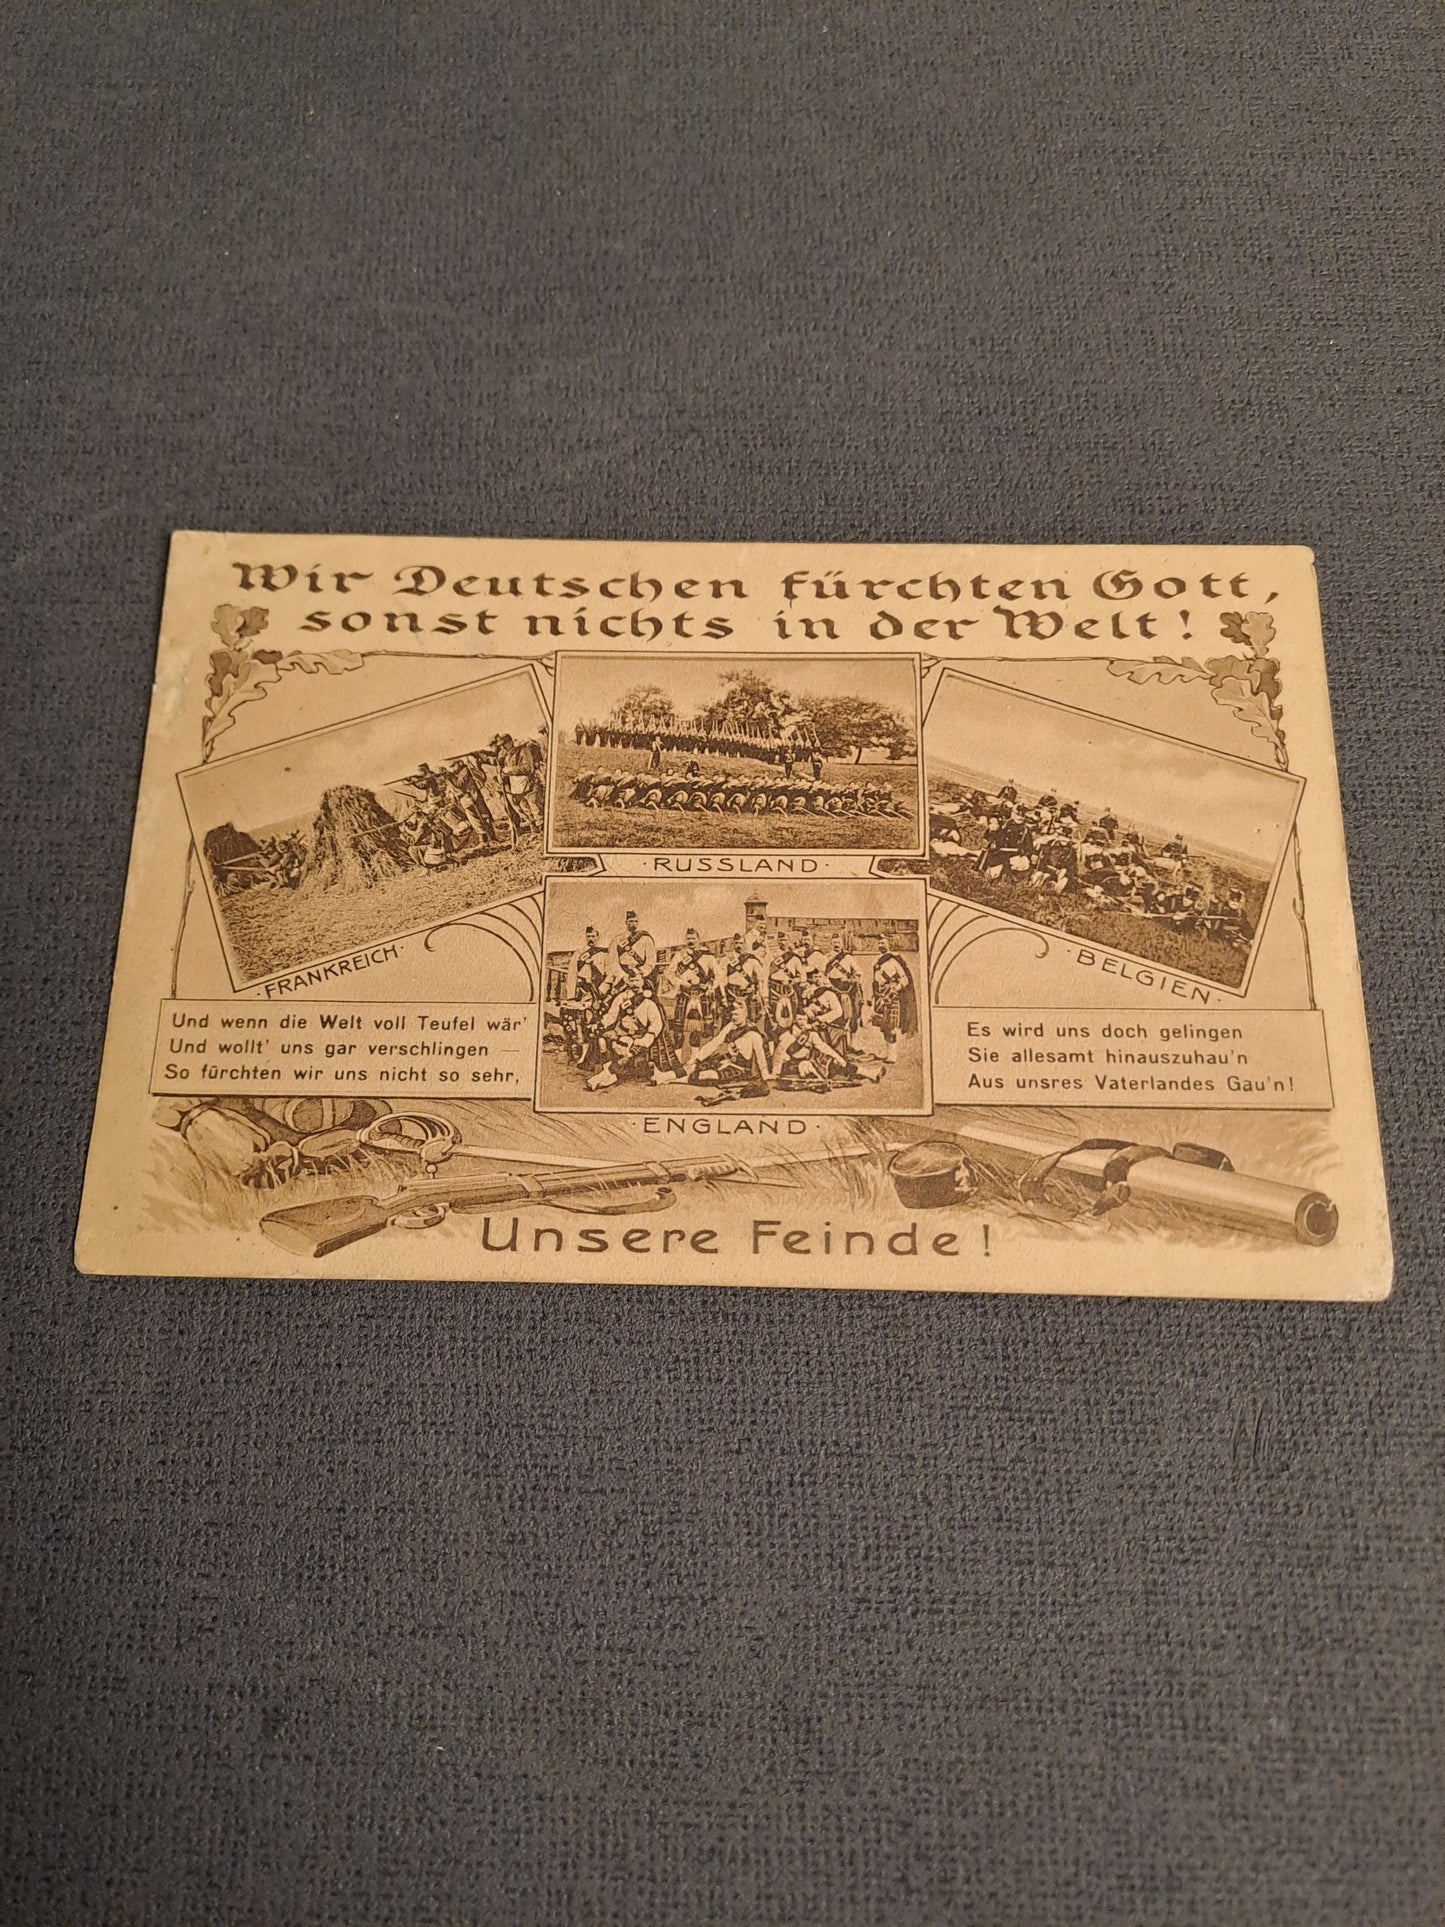 Wir Deutschen fürchten Gott,
sonst nichts in der Welt!
·RUSSLAND·
·FRANKREICH·
·BELGIEN·
Und wenn die Welt voll Teufel wär'
Und wollt' uns gar verschlingen —
So fürchten wir uns nicht so sehr,
Es wird uns doch gelingen
Sie allesamt hinauszuhau'n
Aus unsres Vaterlandes Gau'n!
·ENGLAND·
Unsere Feinde!